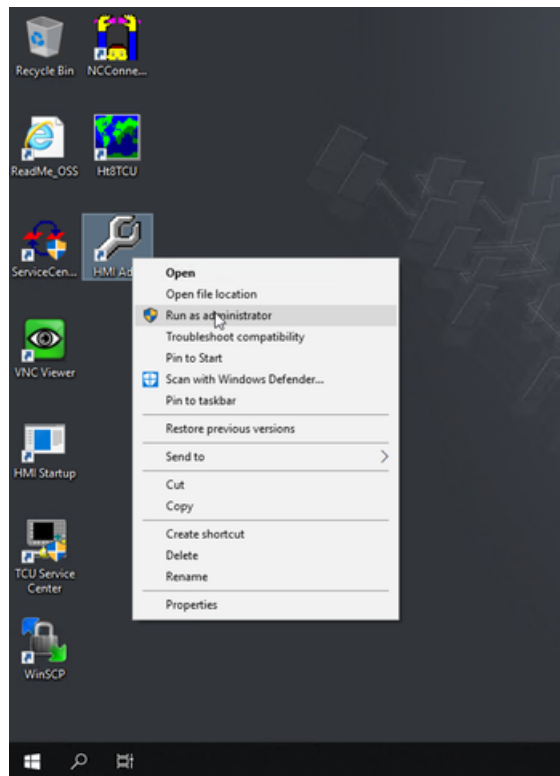 Recycle Bin
NCConne...
ReadMe_OSS
Ht8TCU
ServiceCen...
HMI Ad
VNC Viewer
HMI Startup
TCU Service
Center
WinSCP
Open
Open file location
Run as administrator
Troubleshoot compatibility
Pin to Start
Scan with Windows Defender...
Pin to taskbar
Restore previous versions
Send to
Cut
Copy
Create shortcut
Delete
Rename
Properties